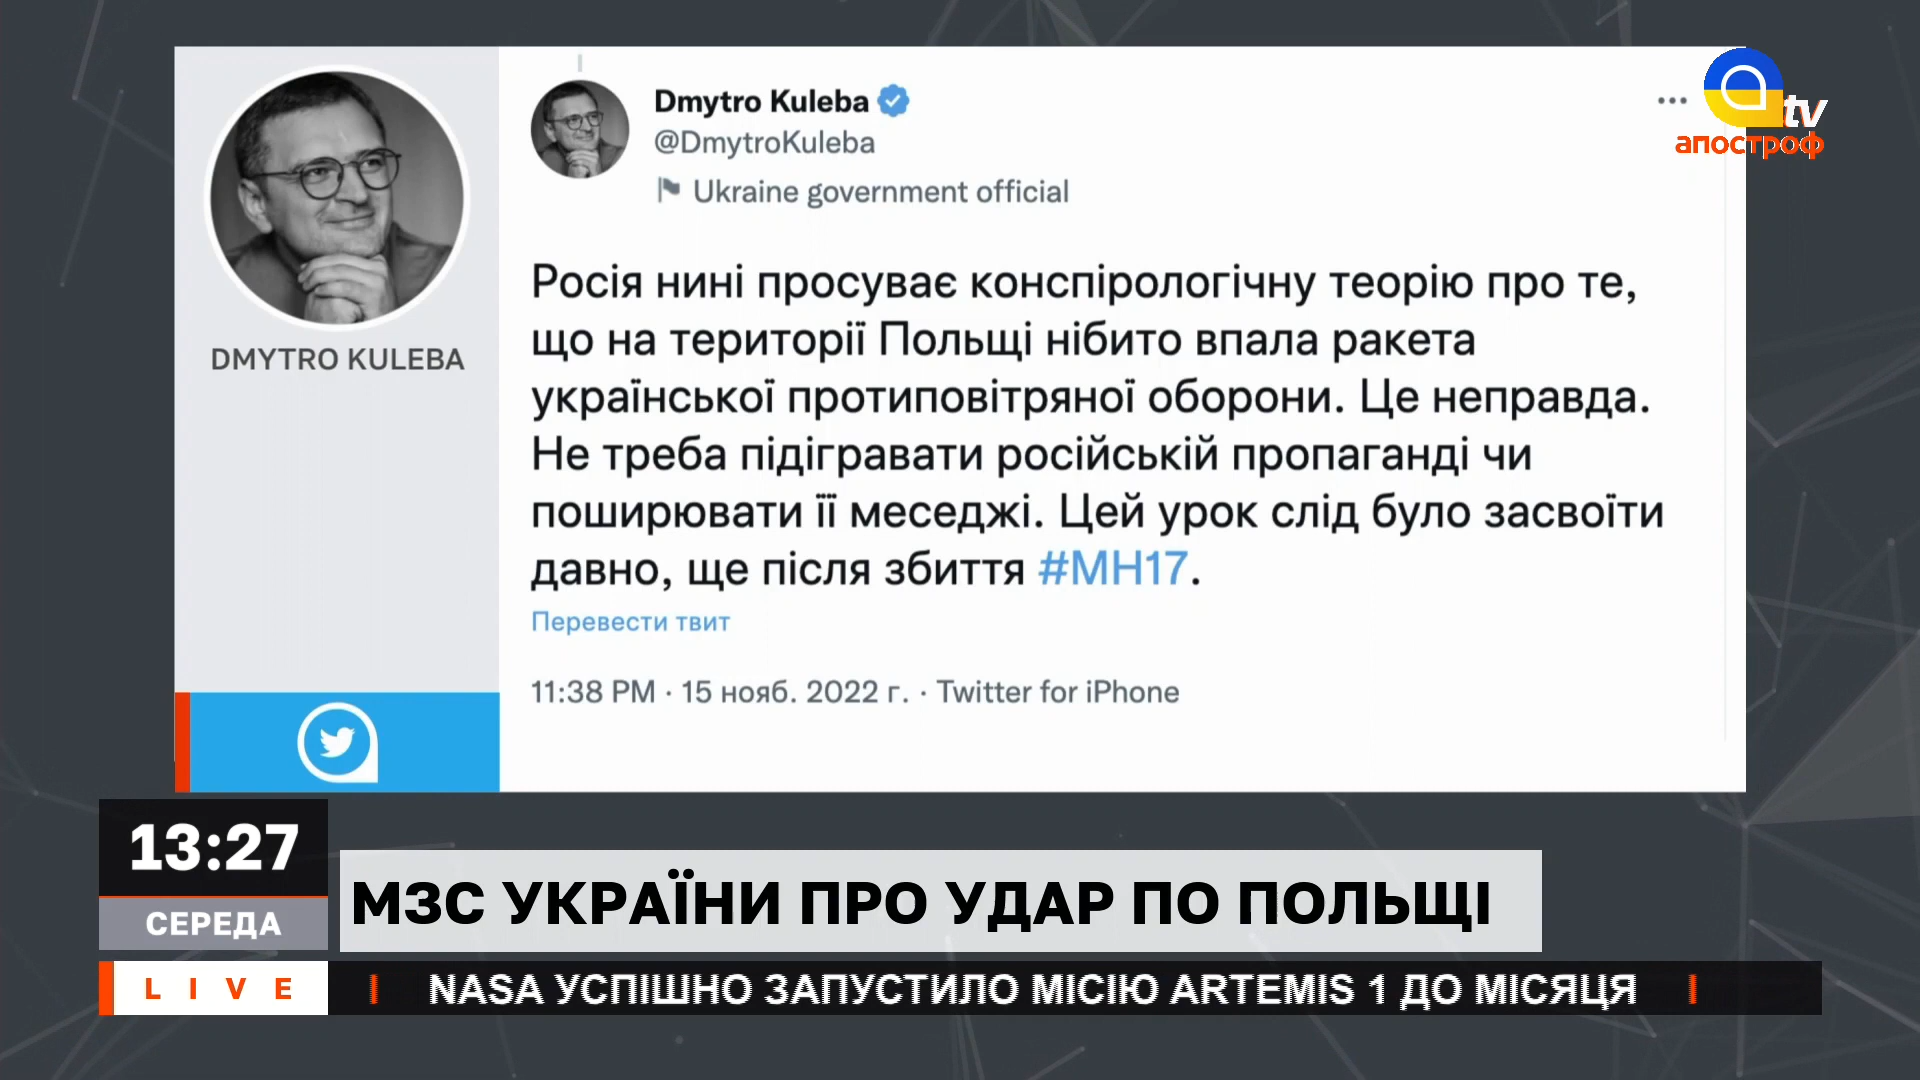 Dmytro Kuleba
@DmytroKuleba
Ukraine government official
tv
апостроф
DMYTRO KULEBA
Росія нині просуває конспірологічну теорію про те,
що на території Польщі нібито впала ракета
української протиповітряної оборони. Це неправда.
Не треба підігравати російській пропаганді чи
поширювати її меседжі. Цей урок слід було засвоїти
давно, ще після збиття #MH17.
Перевести твит
11:38 PM · 15 нояб. 2022 г. · Twitter for iPhone
13:27
СЕРЕДА
МЗС УКРАЇНИ ПРО УДАР ПО ПОЛЬЩІ
LIVE
NASA УСПІШНО ЗАПУСТИЛО МІСІЮ ARTEMIS 1 ДО МІСЯЦЯ